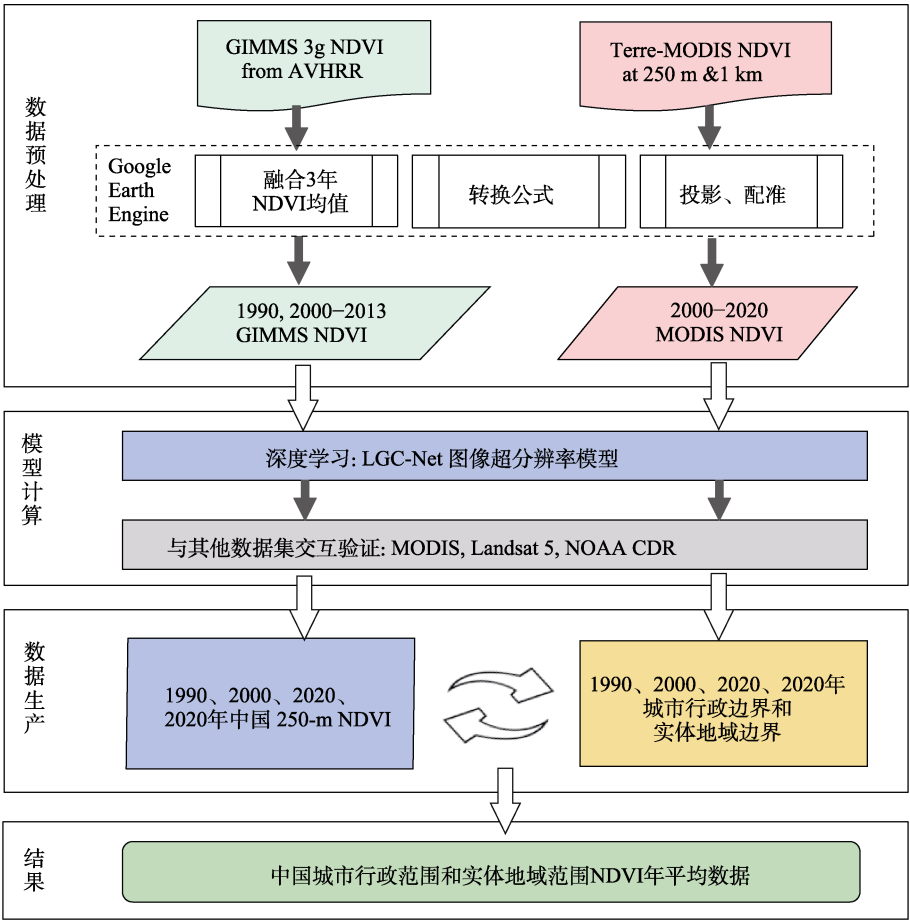 数据预处理
GIMMS 3g NDVI
from AVHRR
Terre-MODIS NDVI
at 250 m &1 km
Google
Earth
Engine
融合3年
NDVI均值
转换公式
投影、配准
1990, 2000−2013
GIMMS NDVI
2000−2020
MODIS NDVI
模型计算
深度学习: LGC-Net 图像超分辨率模型
与其他数据集交互验证: MODIS, Landsat 5, NOAA CDR
数据生产
1990、2000、2020、
2020年中国 250-m NDVI
1990、2000、2020、2020年
城市行政边界和
实体地域边界
结果
中国城市行政范围和实体地域范围NDVI年平均数据